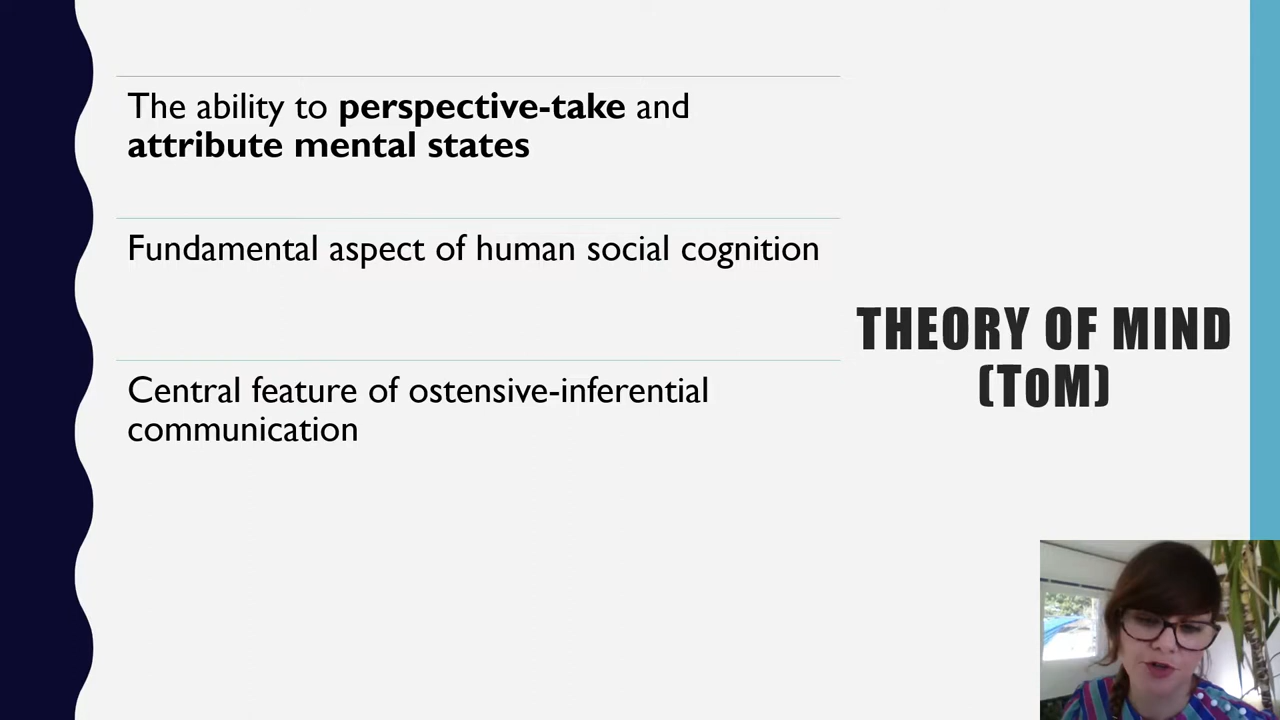 The ability to perspective-take and
attribute mental states
Fundamental aspect of human social cognition
Central feature of ostensive-inferential
communication
THEORY OF MIND
(ToM)